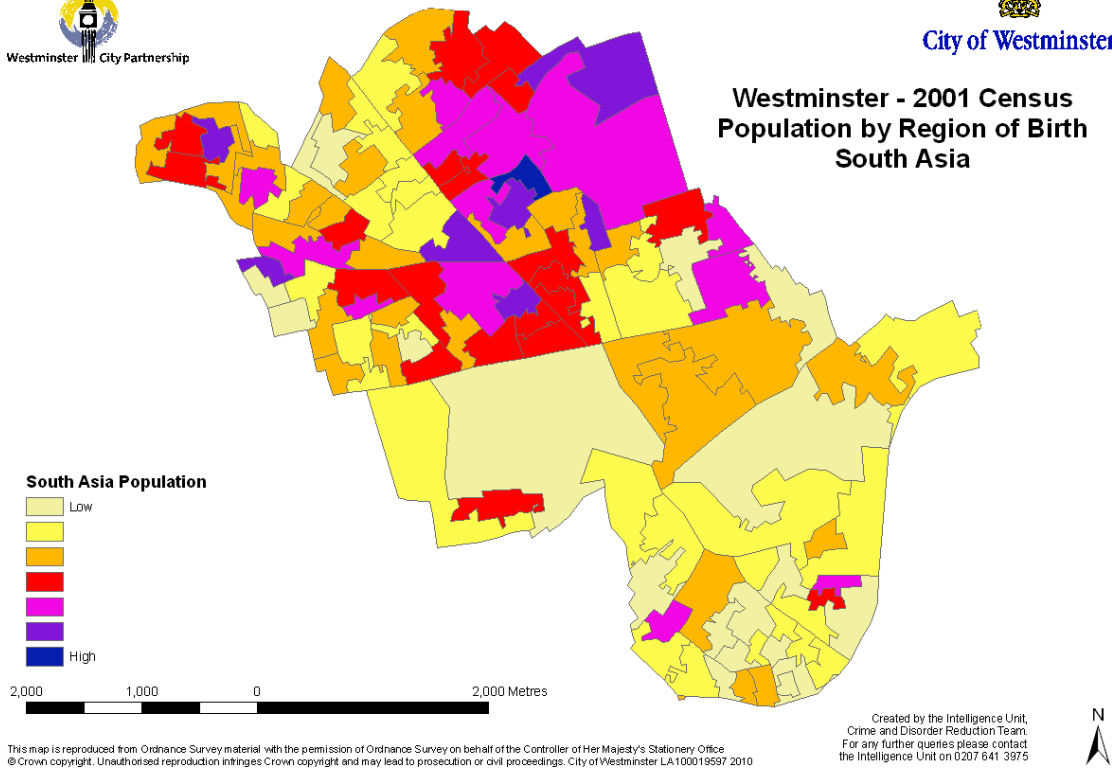 Westminster City Partnership
City of Westminster
Westminster - 2001 Census
Population by Region of Birth
South Asia
South Asia Population
Low
High
2,000 1,000 0 2,000 Metres
N
Created by the Intelligence Unit,
Crime and Disorder Reduction Team.
For any further queries please contact
the Intelligence Unit on 0207 641 3975
This map is reproduced from Ordnance Survey material with the permission of Ordnance Survey on behalf of the Controller of Her Majesty's Stationery Office
© Crown copyright. Unauthorised reproduction infringes Crown copyright and may lead to prosecution or civil proceedings. City of Westminster LA100019597 2010